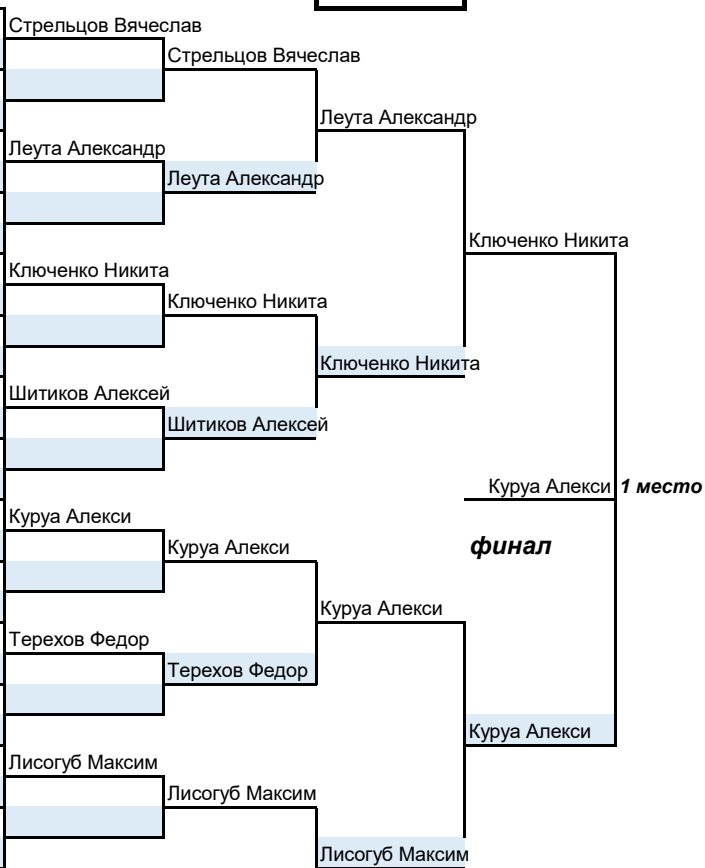 Стрельцов Вячеслав
Стрельцов Вячеслав
Леута Александр
Леута Александр
Леута Александр
Ключенко Никита
Ключенко Никита
Ключенко Никита
Ключенко Никита
Шитиков Алексей
Шитиков Алексей
Куруа Алекси 1 место
Куруа Алекси
Куруа Алекси
финал
Куруа Алекси
Терехов Федор
Терехов Федор
Куруа Алекси
Лисогуб Максим
Лисогуб Максим
Лисогуб Максим